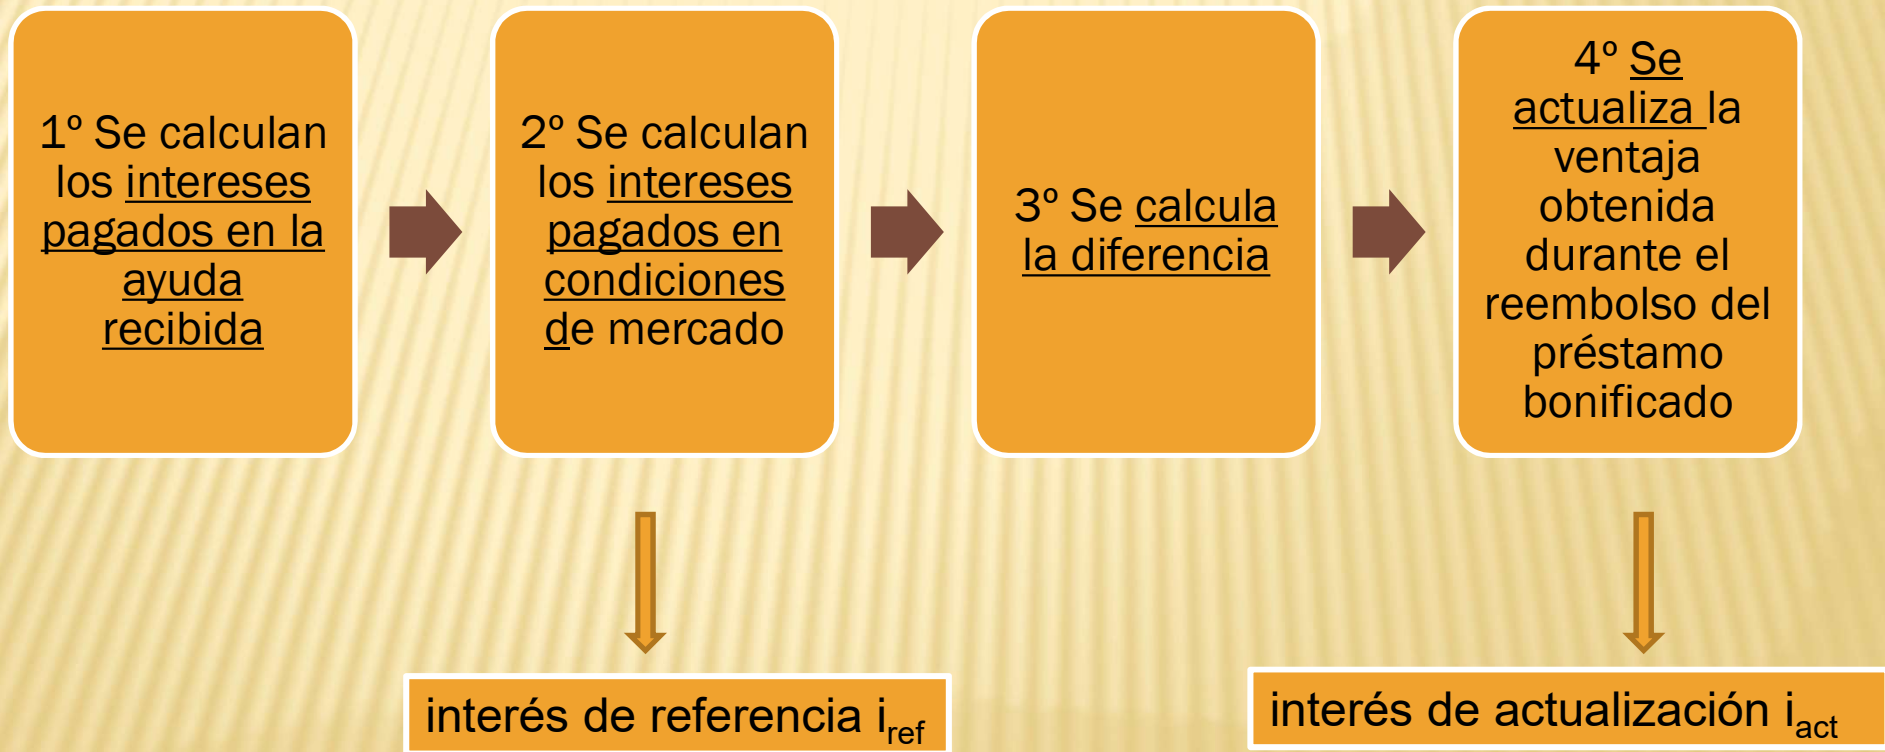 1º Se calculan
los intereses
pagados en la
ayuda
recibida
2º Se calculan
los intereses
pagados en
condiciones
de mercado
3º Se calcula
la diferencia
4º Se
actualiza la
ventaja
obtenida
durante el
reembolso del
préstamo
bonificado
interés de referencia iref
interés de actualización iact